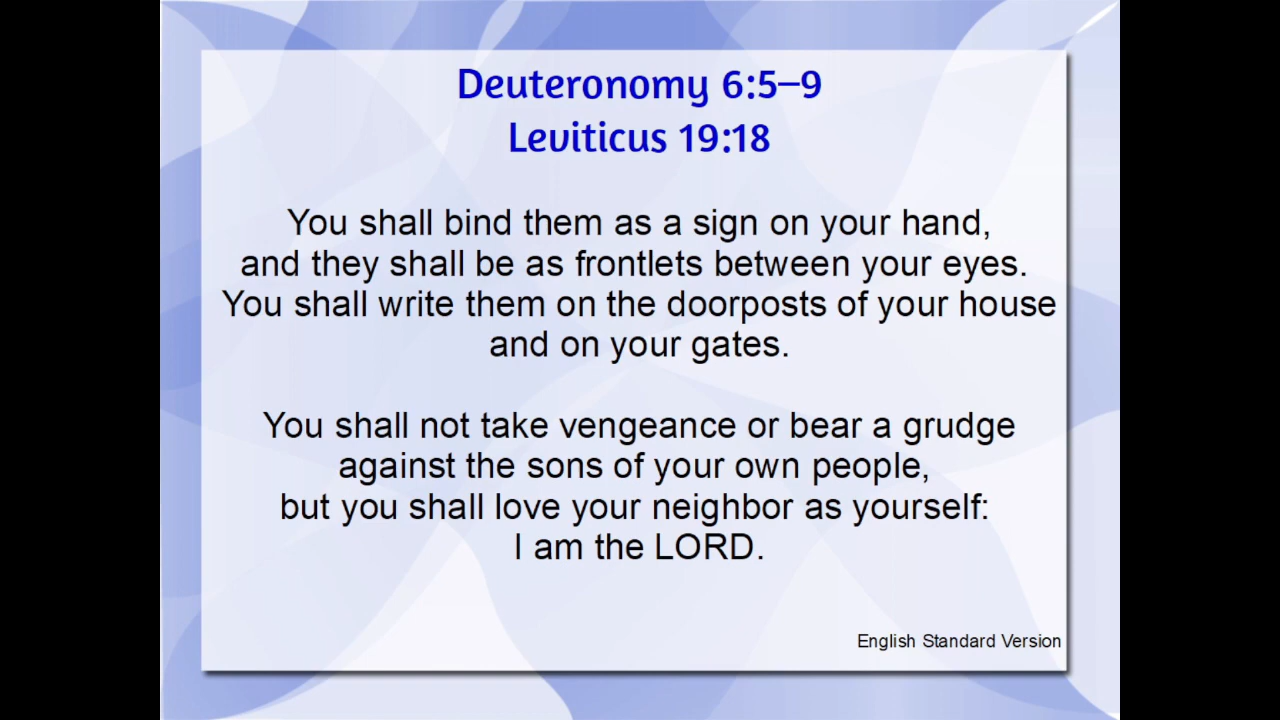 Deuteronomy 6:5–9
Leviticus 19:18
You shall bind them as a sign on your hand,
and they shall be as frontlets between your eyes.
You shall write them on the doorposts of your house
and on your gates.
You shall not take vengeance or bear a grudge
against the sons of your own people,
but you shall love your neighbor as yourself:
I am the LORD.
English Standard Version